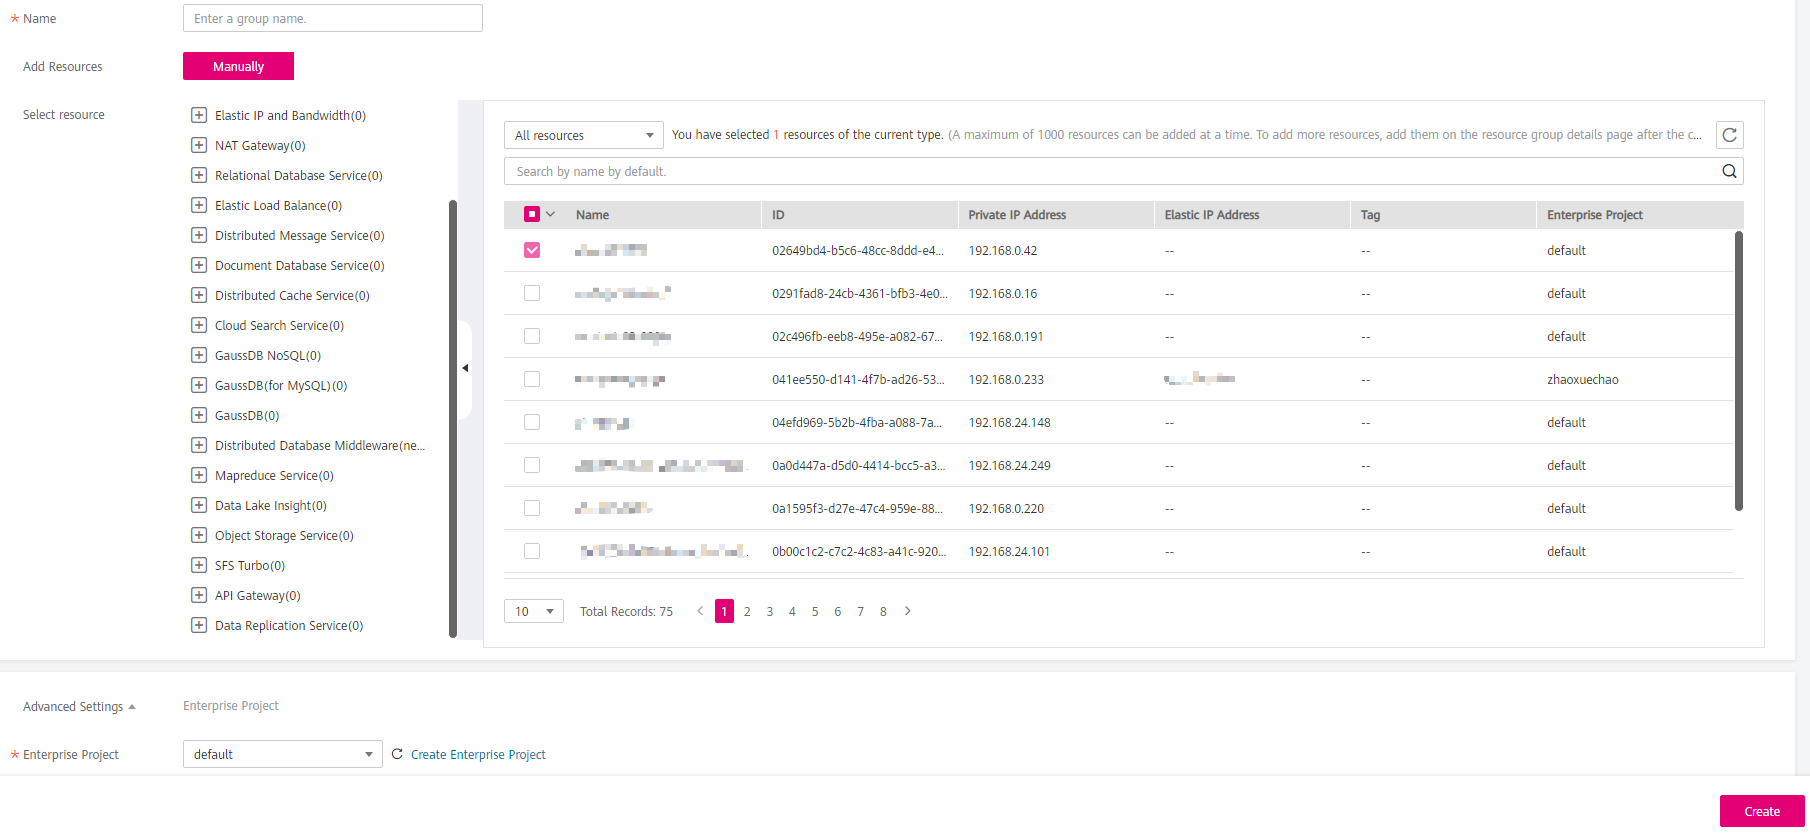 * Name
Enter a group name.
Add Resources
Manually
Select resource
Elastic IP and Bandwidth(0)
NAT Gateway(0)
Relational Database Service(0)
Elastic Load Balance(0)
Distributed Message Service(0)
Document Database Service(0)
Distributed Cache Service(0)
Cloud Search Service(0)
GaussDB NoSQL(0)
GaussDB(for MySQL)(0)
GaussDB(0)
Distributed Database Middleware(ne...
Mapreduce Service(0)
Data Lake Insight(0)
Object Storage Service(0)
SFS Turbo(0)
API Gateway(0)
Data Replication Service(0)
All resources
You have selected 1 resources of the current type. (A maximum of 1000 resources can be added at a time. To add more resources, add them on the resource group details page after the c...
Search by name by default.
Name ID Private IP Address Elastic IP Address Tag Enterprise Project
02649bd4-b5c6-48cc-8ddd-e4... 192.168.0.42 -- -- default
0291fad8-24cb-4361-bfb3-4e0... 192.168.0.16 -- -- default
02c496fb-eeb8-495e-a082-67... 192.168.0.191 -- -- default
041ee550-d141-4f7b-ad26-53... 192.168.0.233 -- zhaoxuechao
04efd969-5b2b-4fba-a088-7a... 192.168.24.148 -- -- default
0a0d447a-d5d0-4414-bcc5-a3... 192.168.24.249 -- -- default
0a1595f3-d27e-47c4-959e-88... 192.168.0.220 -- -- default
0b00c1c2-c7c2-4c83-a41c-920... 192.168.24.101 -- -- default
10 Total Records: 75 < 1 2 3 4 5 6 7 8 >
Advanced Settings
Enterprise Project
* Enterprise Project
default
Create Enterprise Project
Create